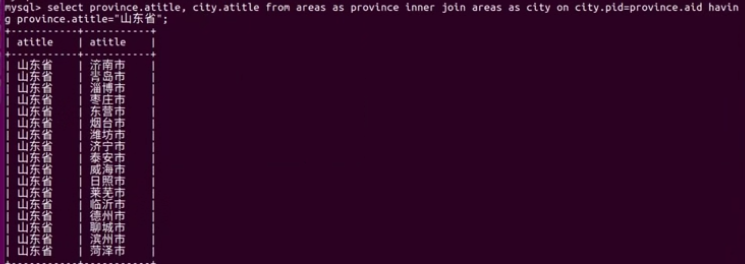 mysql> select province.atitle, city.atitle from areas as province inner join areas as city on city.pid=province.aid havin
g province.atitle="山东省";
+-----------+-----------+
| atitle | atitle |
+-----------+-----------+
| 山东省 | 济南市 |
| 山东省 | 青岛市 |
| 山东省 | 淄博市 |
| 山东省 | 枣庄市 |
| 山东省 | 东营市 |
| 山东省 | 烟台市 |
| 山东省 | 潍坊市 |
| 山东省 | 济宁市 |
| 山东省 | 泰安市 |
| 山东省 | 威海市 |
| 山东省 | 日照市 |
| 山东省 | 莱芜市 |
| 山东省 | 临沂市 |
| 山东省 | 德州市 |
| 山东省 | 聊城市 |
| 山东省 | 滨州市 |
| 山东省 | 菏泽市 |
+-----------+-----------+